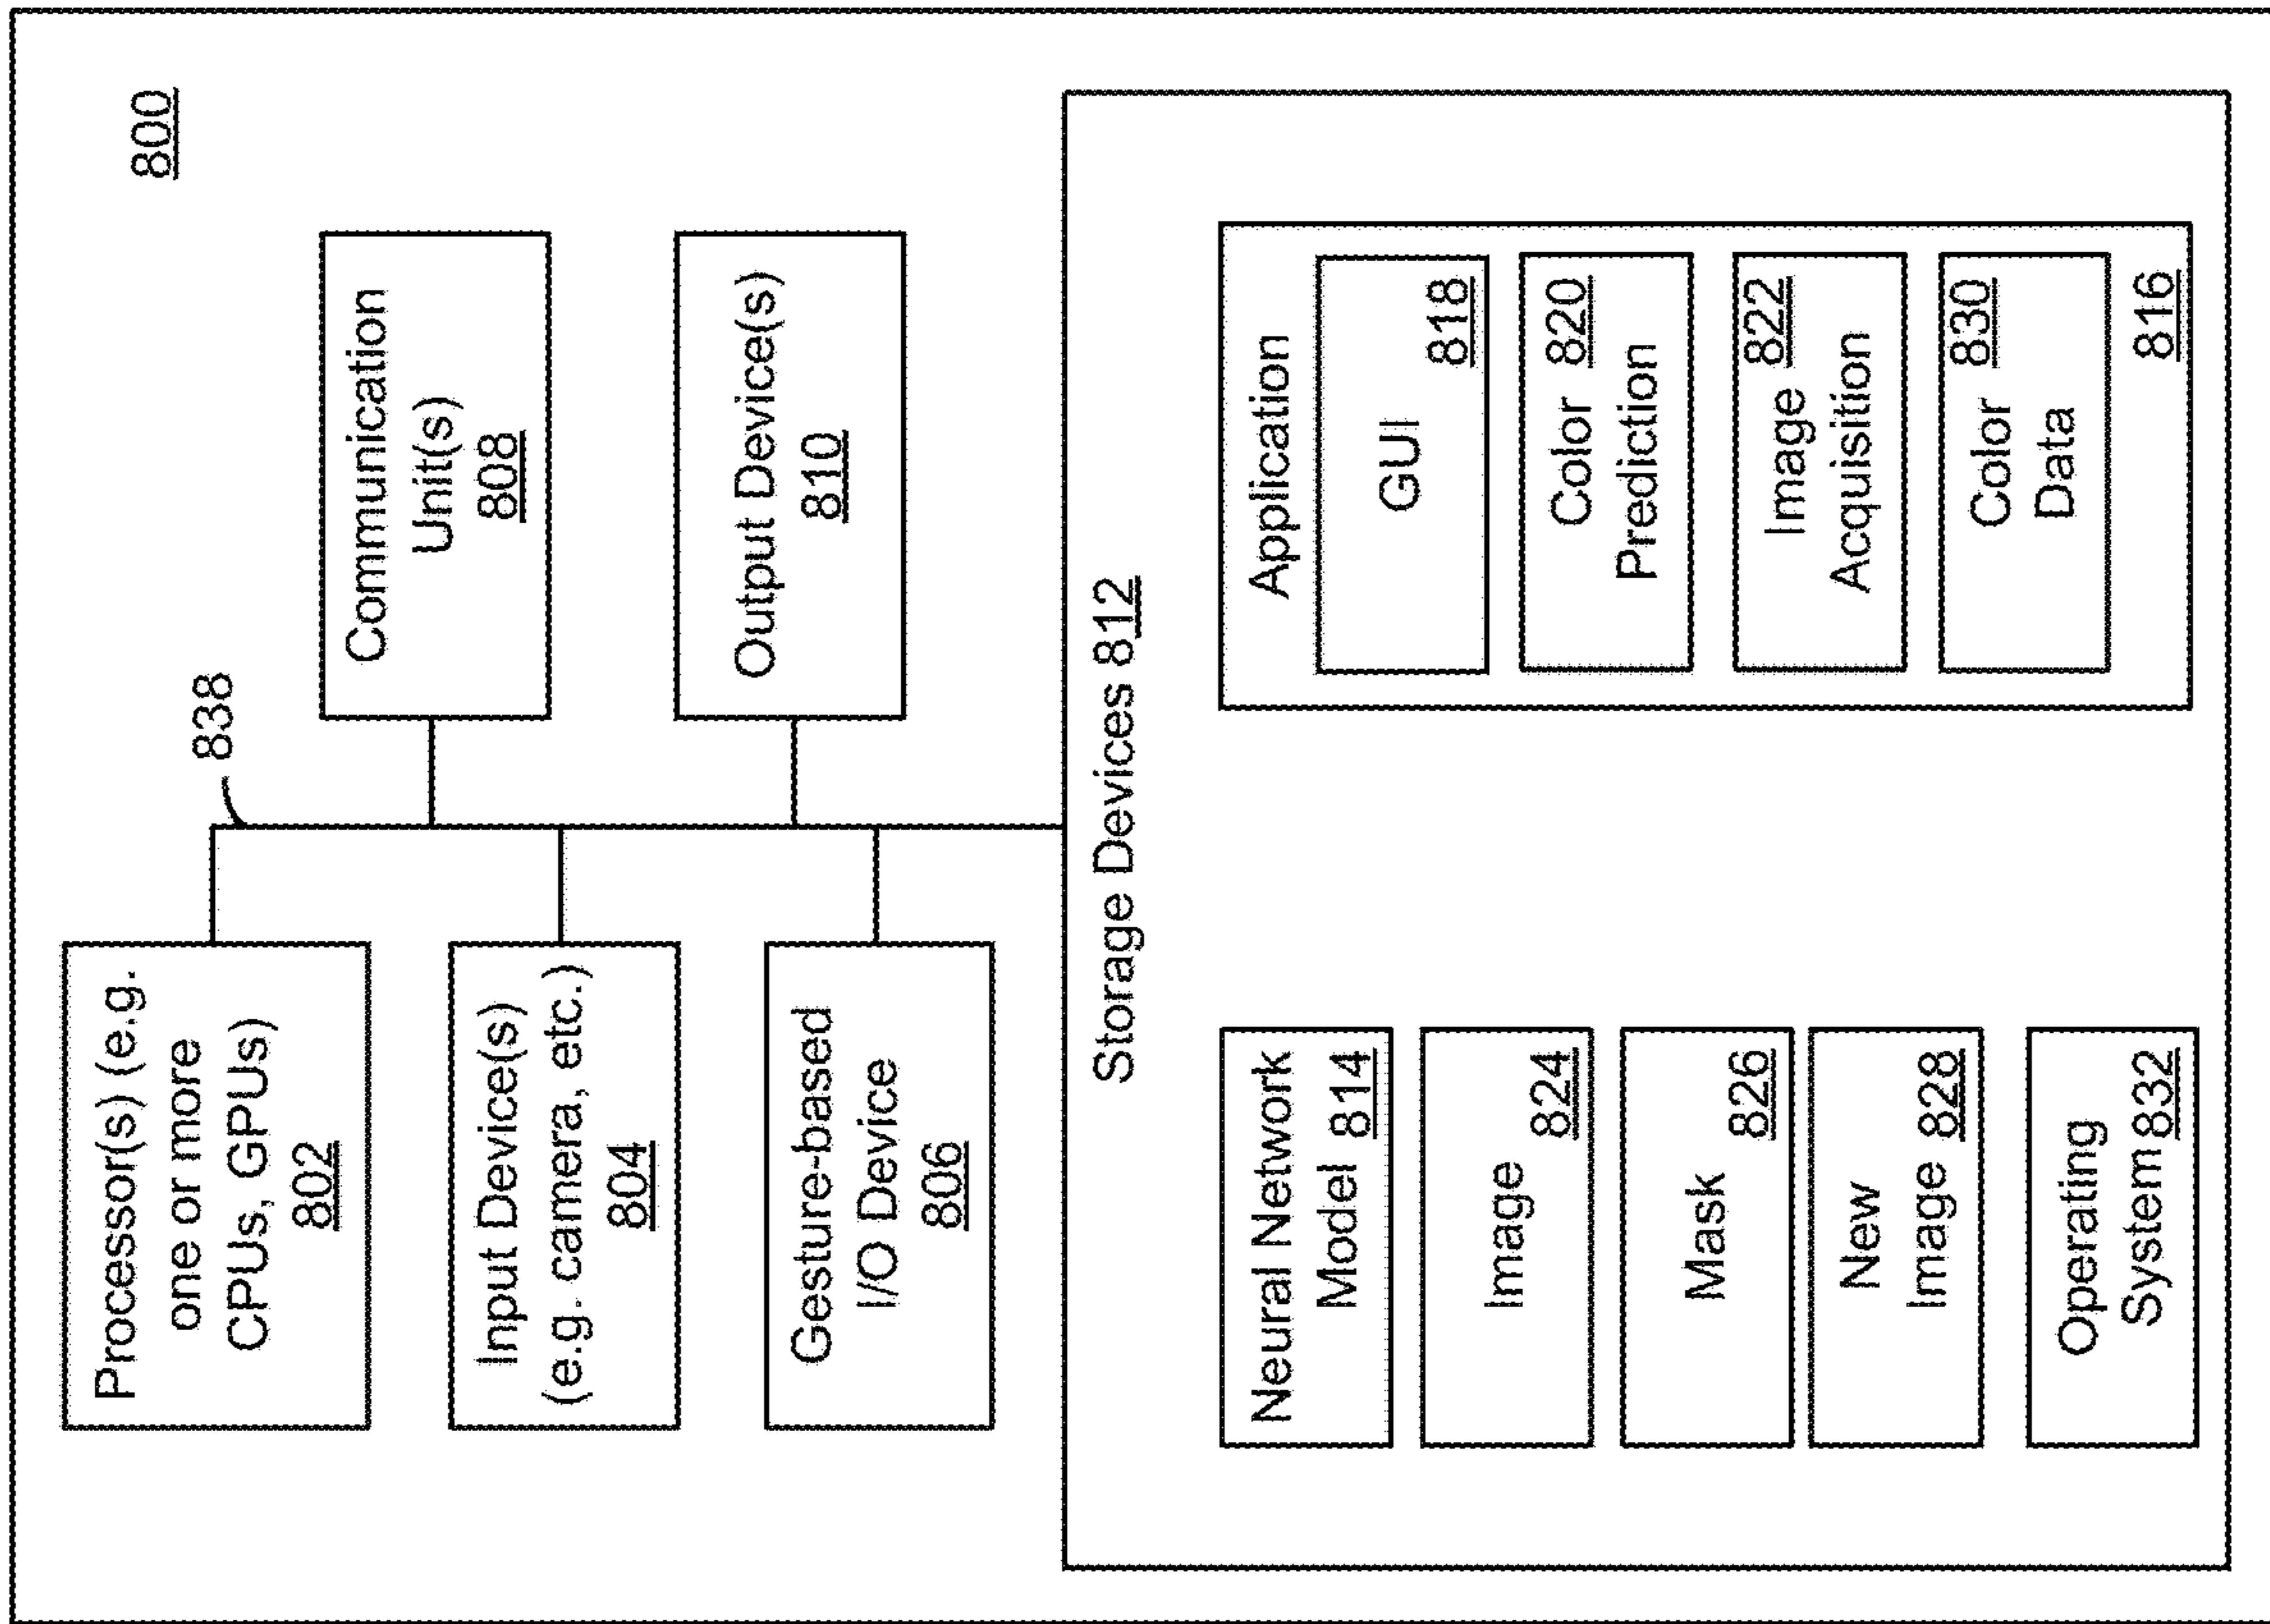 800
838
Processor(s) (e.g.
one or more
CPUs, GPUs)
802
Input Device(s)
(e.g. camera, etc.)
804
Gesture-based
I/O Device
806
Communication
Unit(s)
808
Output Device(s)
810
Storage Devices 812
Neural Network
Model 814
Image
824
Mask
826
New
Image 828
Operating
System 832
Application
GUI
818
Color 820
Prediction
Image 822
Acquisition
Color 830
Data
816